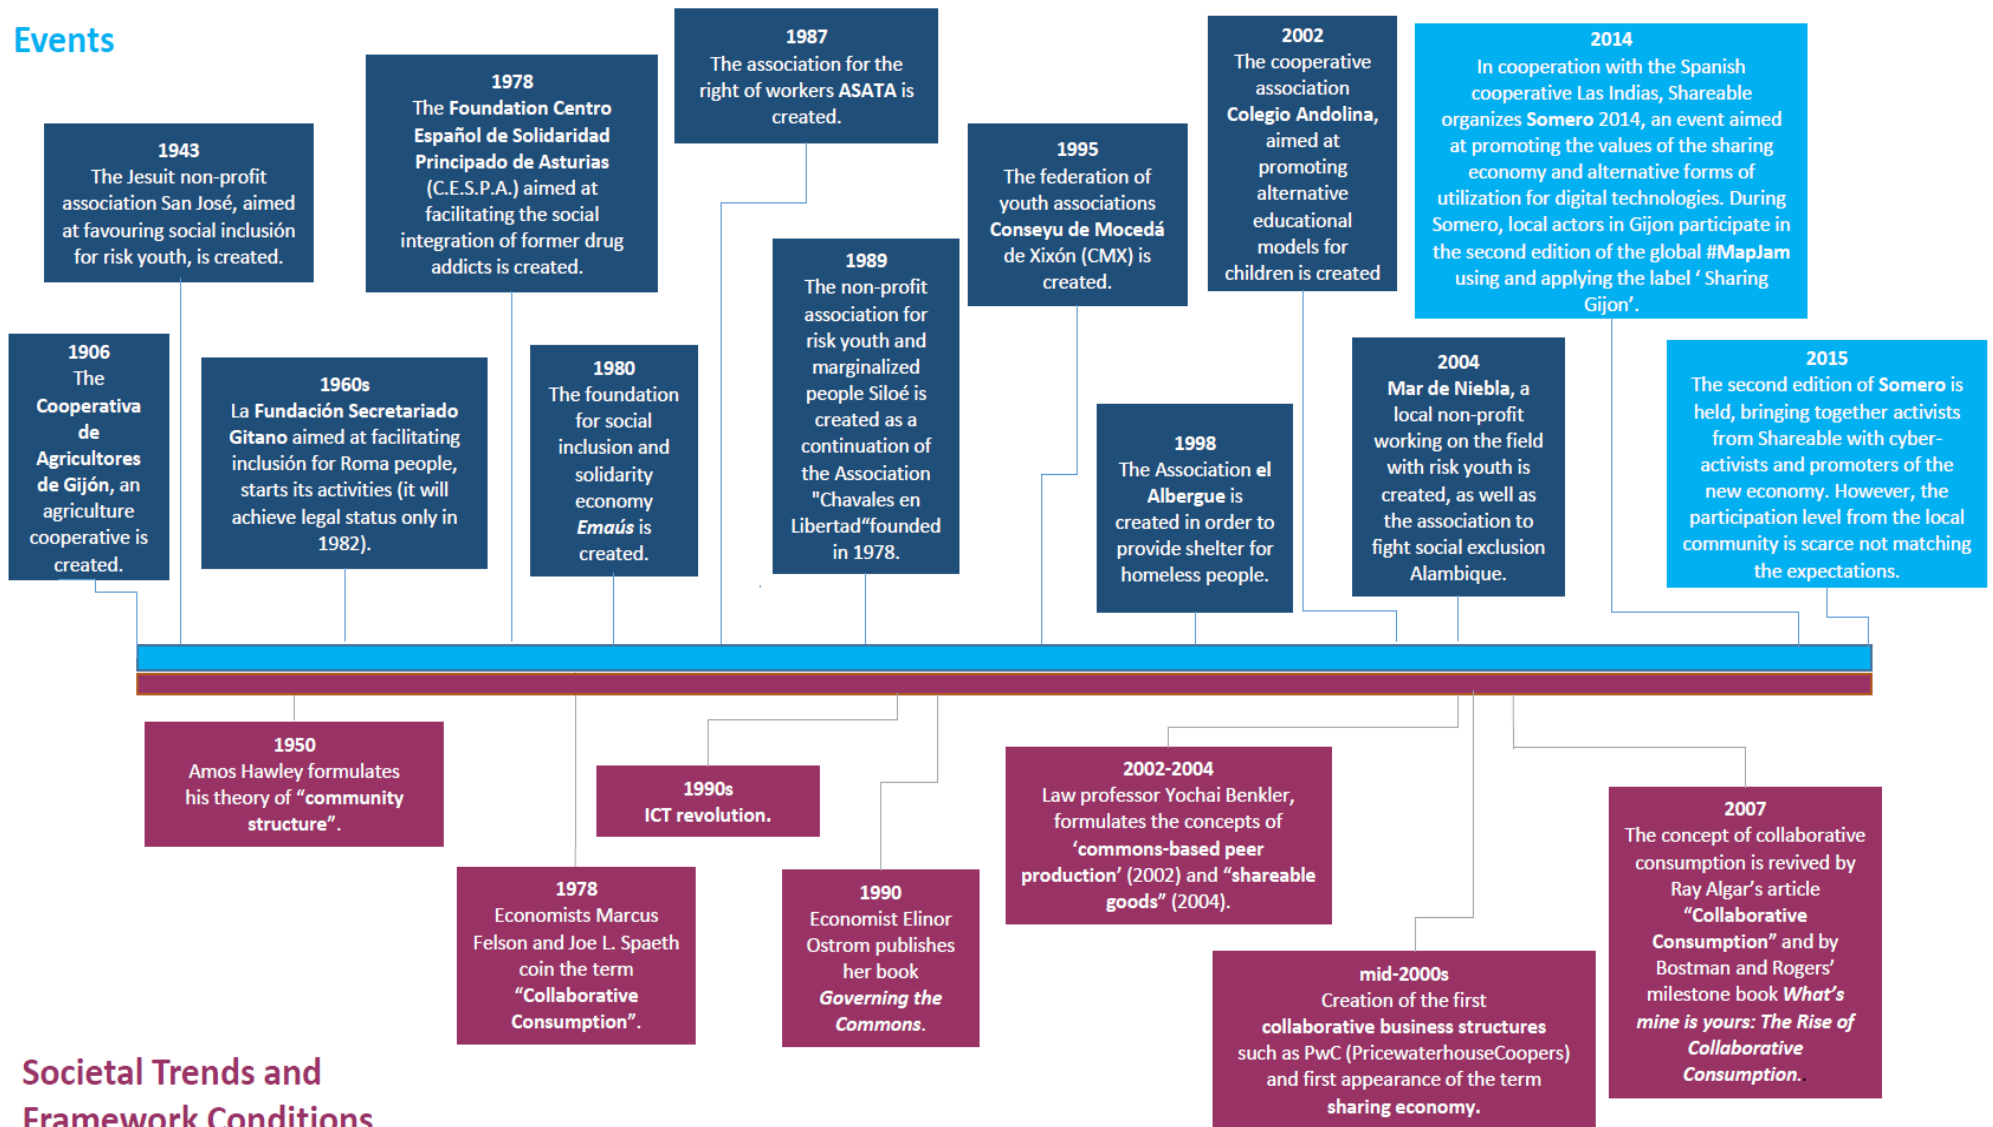 Events
1906
The
Cooperativa
de
Agricultores
de Gijón, an
agriculture
cooperative is
created.
1943
The Jesuit non-profit
association San José, aimed
at favouring social inclusión
for risk youth, is created.
1960s
La Fundación Secretariado
Gitano aimed at facilitating
inclusión for Roma people,
starts its activities (it will
achieve legal status only in
1982).
1978
The Foundation Centro
Español de Solidaridad
Principado de Asturias
(C.E.S.P.A.) aimed at
facilitating the social
integration of former drug
addicts is created.
1980
The foundation
for social
inclusion and
solidarity
economy
Emaús is
created.
1987
The association for the
right of workers ASATA is
created.
1989
The non-profit
association for
risk youth and
marginalized
people Siloé is
created as a
continuation of
the Association
"Chavales en
Libertad“founded
in 1978.
1995
The federation of
youth associations
Conseyu de Mocedá
de Xixón (CMX) is
created.
1998
The Association el
Albergue is
created in order to
provide shelter for
homeless people.
2002
The cooperative
association
Colegio Andolina,
aimed at
promoting
alternative
educational
models for
children is created
2004
Mar de Niebla, a
local non-profit
working on the field
with risk youth is
created, as well as
the association to
fight social exclusion
Alambique.
2014
In cooperation with the Spanish
cooperative Las Indias, Shareable
organizes Somero 2014, an event aimed
at promoting the values of the sharing
economy and alternative forms of
utilization for digital technologies. During
Somero, local actors in Gijon participate in
the second edition of the global #MapJam
using and applying the label ‘ Sharing
Gijon’.
2015
The second edition of Somero is
held, bringing together activists
from Shareable with cyber-
activists and promoters of the
new economy. However, the
participation level from the local
community is scarce not matching
the expectations.
1950
Amos Hawley formulates
his theory of “community
structure”.
1978
Economists Marcus
Felson and Joe L. Spaeth
coin the term
“Collaborative
Consumption”.
1990s
ICT revolution.
1990
Economist Elinor
Ostrom publishes
her book
Governing the
Commons.
2002-2004
Law professor Yochai Benkler,
formulates the concepts of
‘commons-based peer
production’ (2002) and “shareable
goods” (2004).
mid-2000s
Creation of the first
collaborative business structures
such as PwC (PricewaterhouseCoopers)
and first appearance of the term
sharing economy.
2007
The concept of collaborative
consumption is revived by
Ray Algar’s article
“Collaborative
Consumption” and by
Bostman and Rogers’
milestone book What’s
mine is yours: The Rise of
Collaborative
Consumption..
Societal Trends and
Framework Conditions